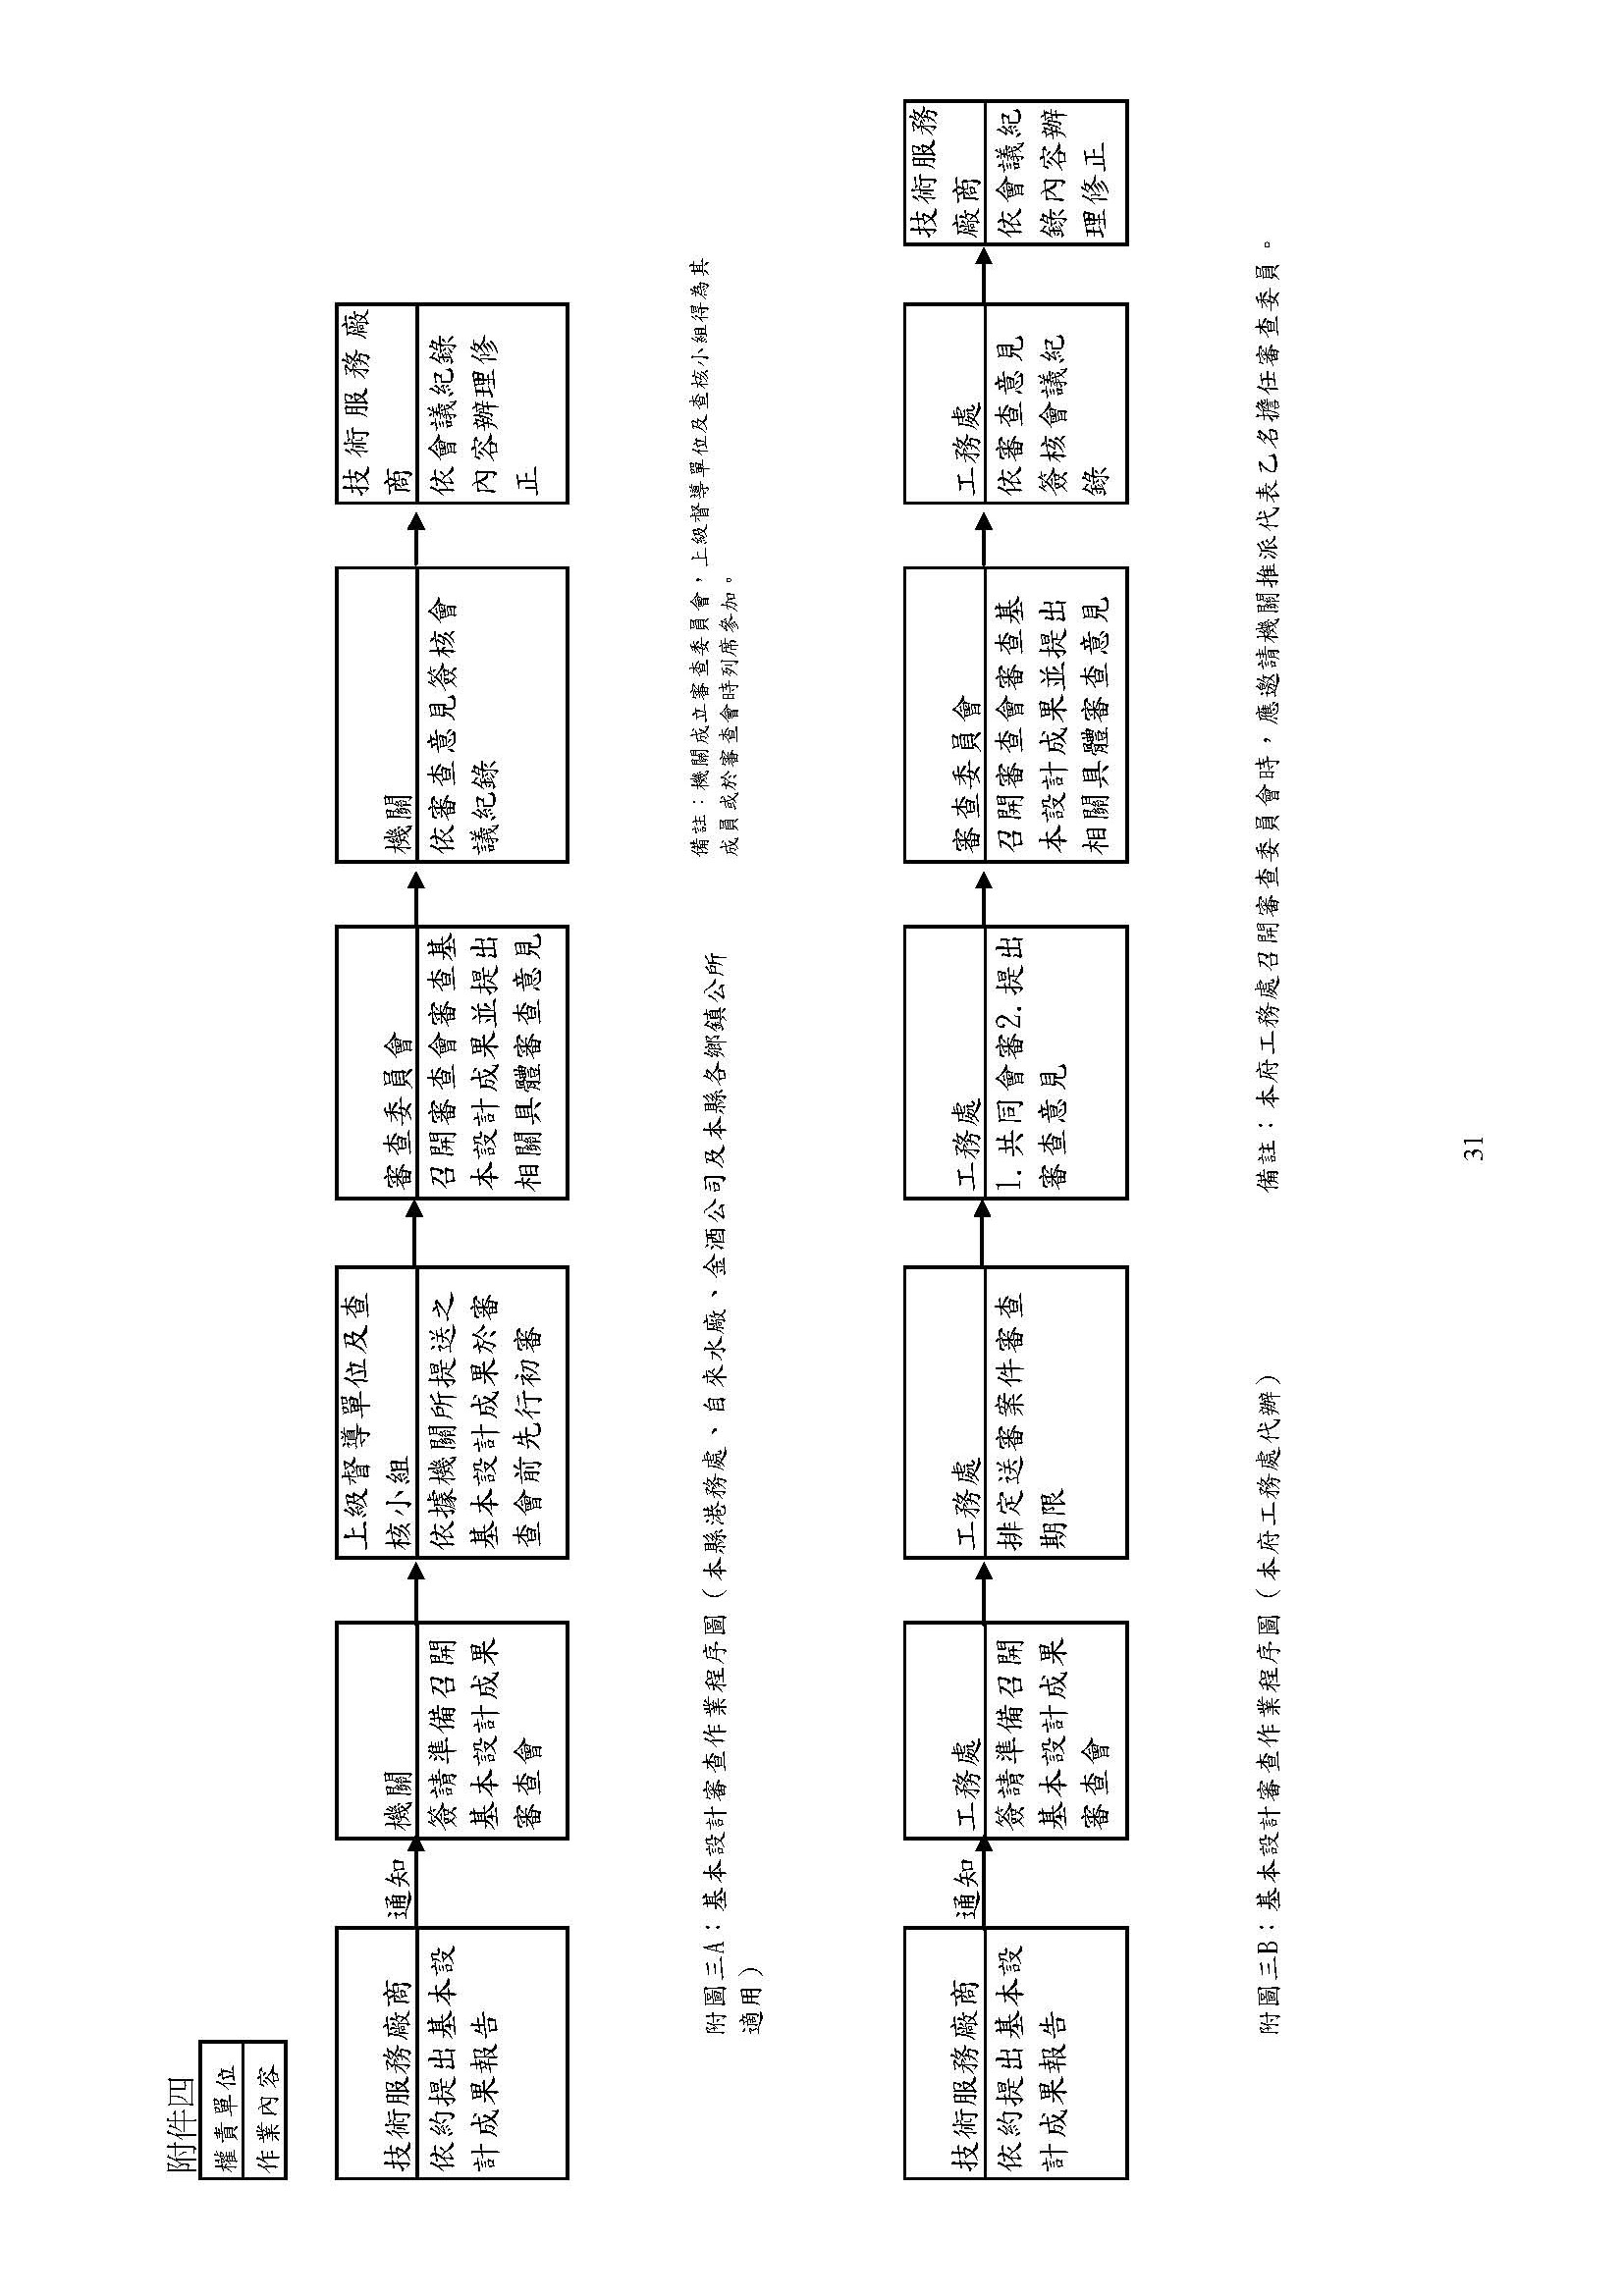 附件四
權責單位
作業內容
技術服務廠商
依約提出基本設
計成果報告
通知
機關
簽請準備召開
基本設計成果
審查會
上級督導單位及查
核小組
依據機關所提送之
基本設計成果於審
查會前先行初審
審查委員會
召開審查會審查基
本設計成果並提出
相關具體審查意見
機關
依審查意見簽核會
議紀錄
技術服務廠
商
依會議紀錄
內容辦理修
正
備註：機關成立審查委員會，上級督導單位及查核小組得為其
成員或於審查會時列席參加。
附圖三A：基本設計審查作業程序圖（本縣港務處、自來水廠、金酒公司及本縣各鄉鎮公所
適用）
技術服務廠商
依約提出基本設
計成果報告
通知
工務處
簽請準備召開
基本設計成果
審查會
工務處
排定送審案件審查
期限
工務處
1.共同會審2.提出
審查意見
審查委員會
召開審查會審查基
本設計成果並提出
相關具體審查意見
工務處
依審查意見
簽核會議紀
錄
技術服務
廠商
依會議紀
錄內容辦
理修正
附圖三B：基本設計審查作業程序圖（本府工務處代辦）
備註：本府工務處召開審查委員會時，應邀請機關推派代表乙名擔任審查委員。
31